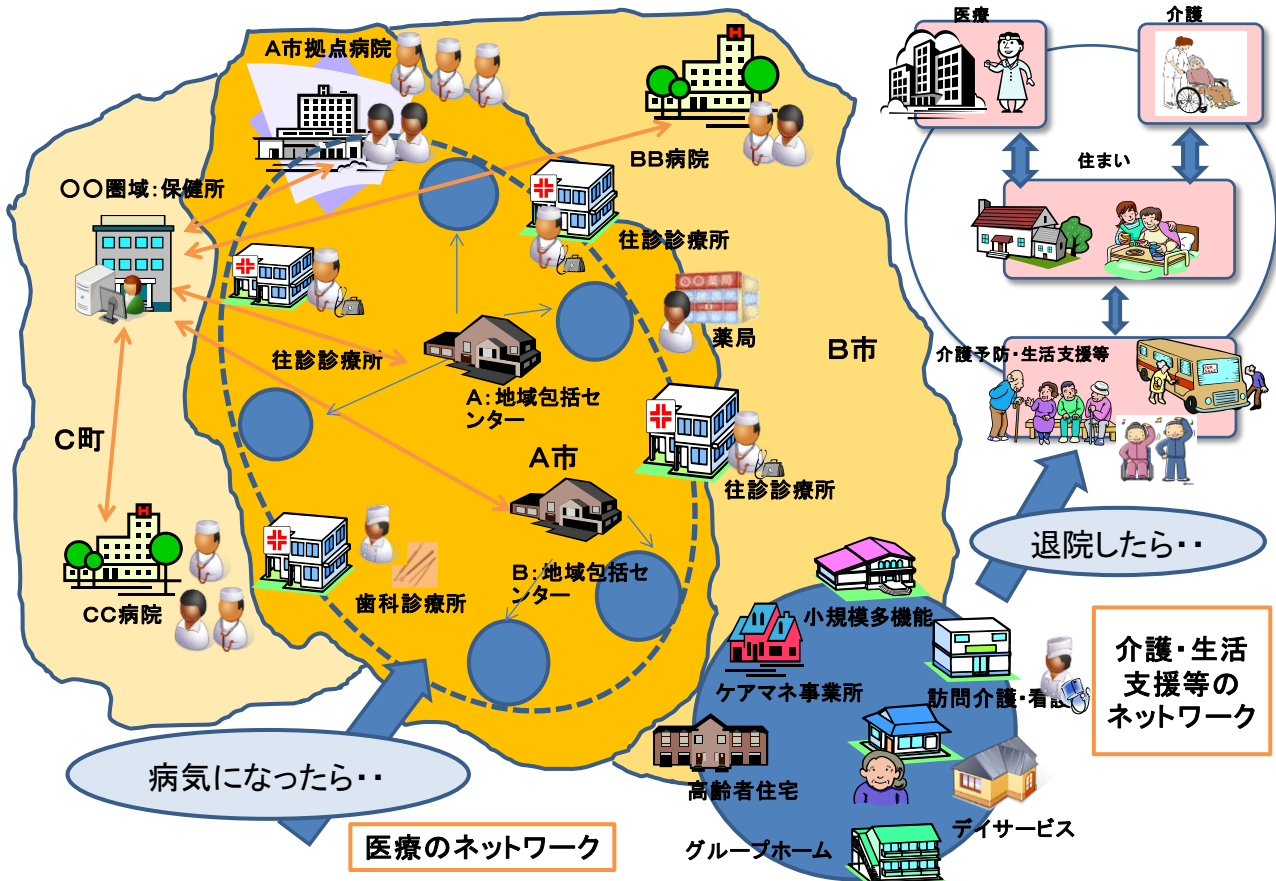 医療
介護
A市拠点病院
BB病院
住まい
〇〇圏域：保健所
往診診療所
〇〇薬局
薬局
B市
往診診療所
介護予防・生活支援等
A：地域包括セ
ンター
C町
A市
往診診療所
退院したら・・
B：地域包括セ
ンター
歯科診療所
CC病院
小規模多機能
介護・生活
支援等の
ネットワーク
ケアマネ事業所
訪問介護・看護
病気になったら・・
高齢者住宅
デイサービス
医療のネットワーク
グループホーム